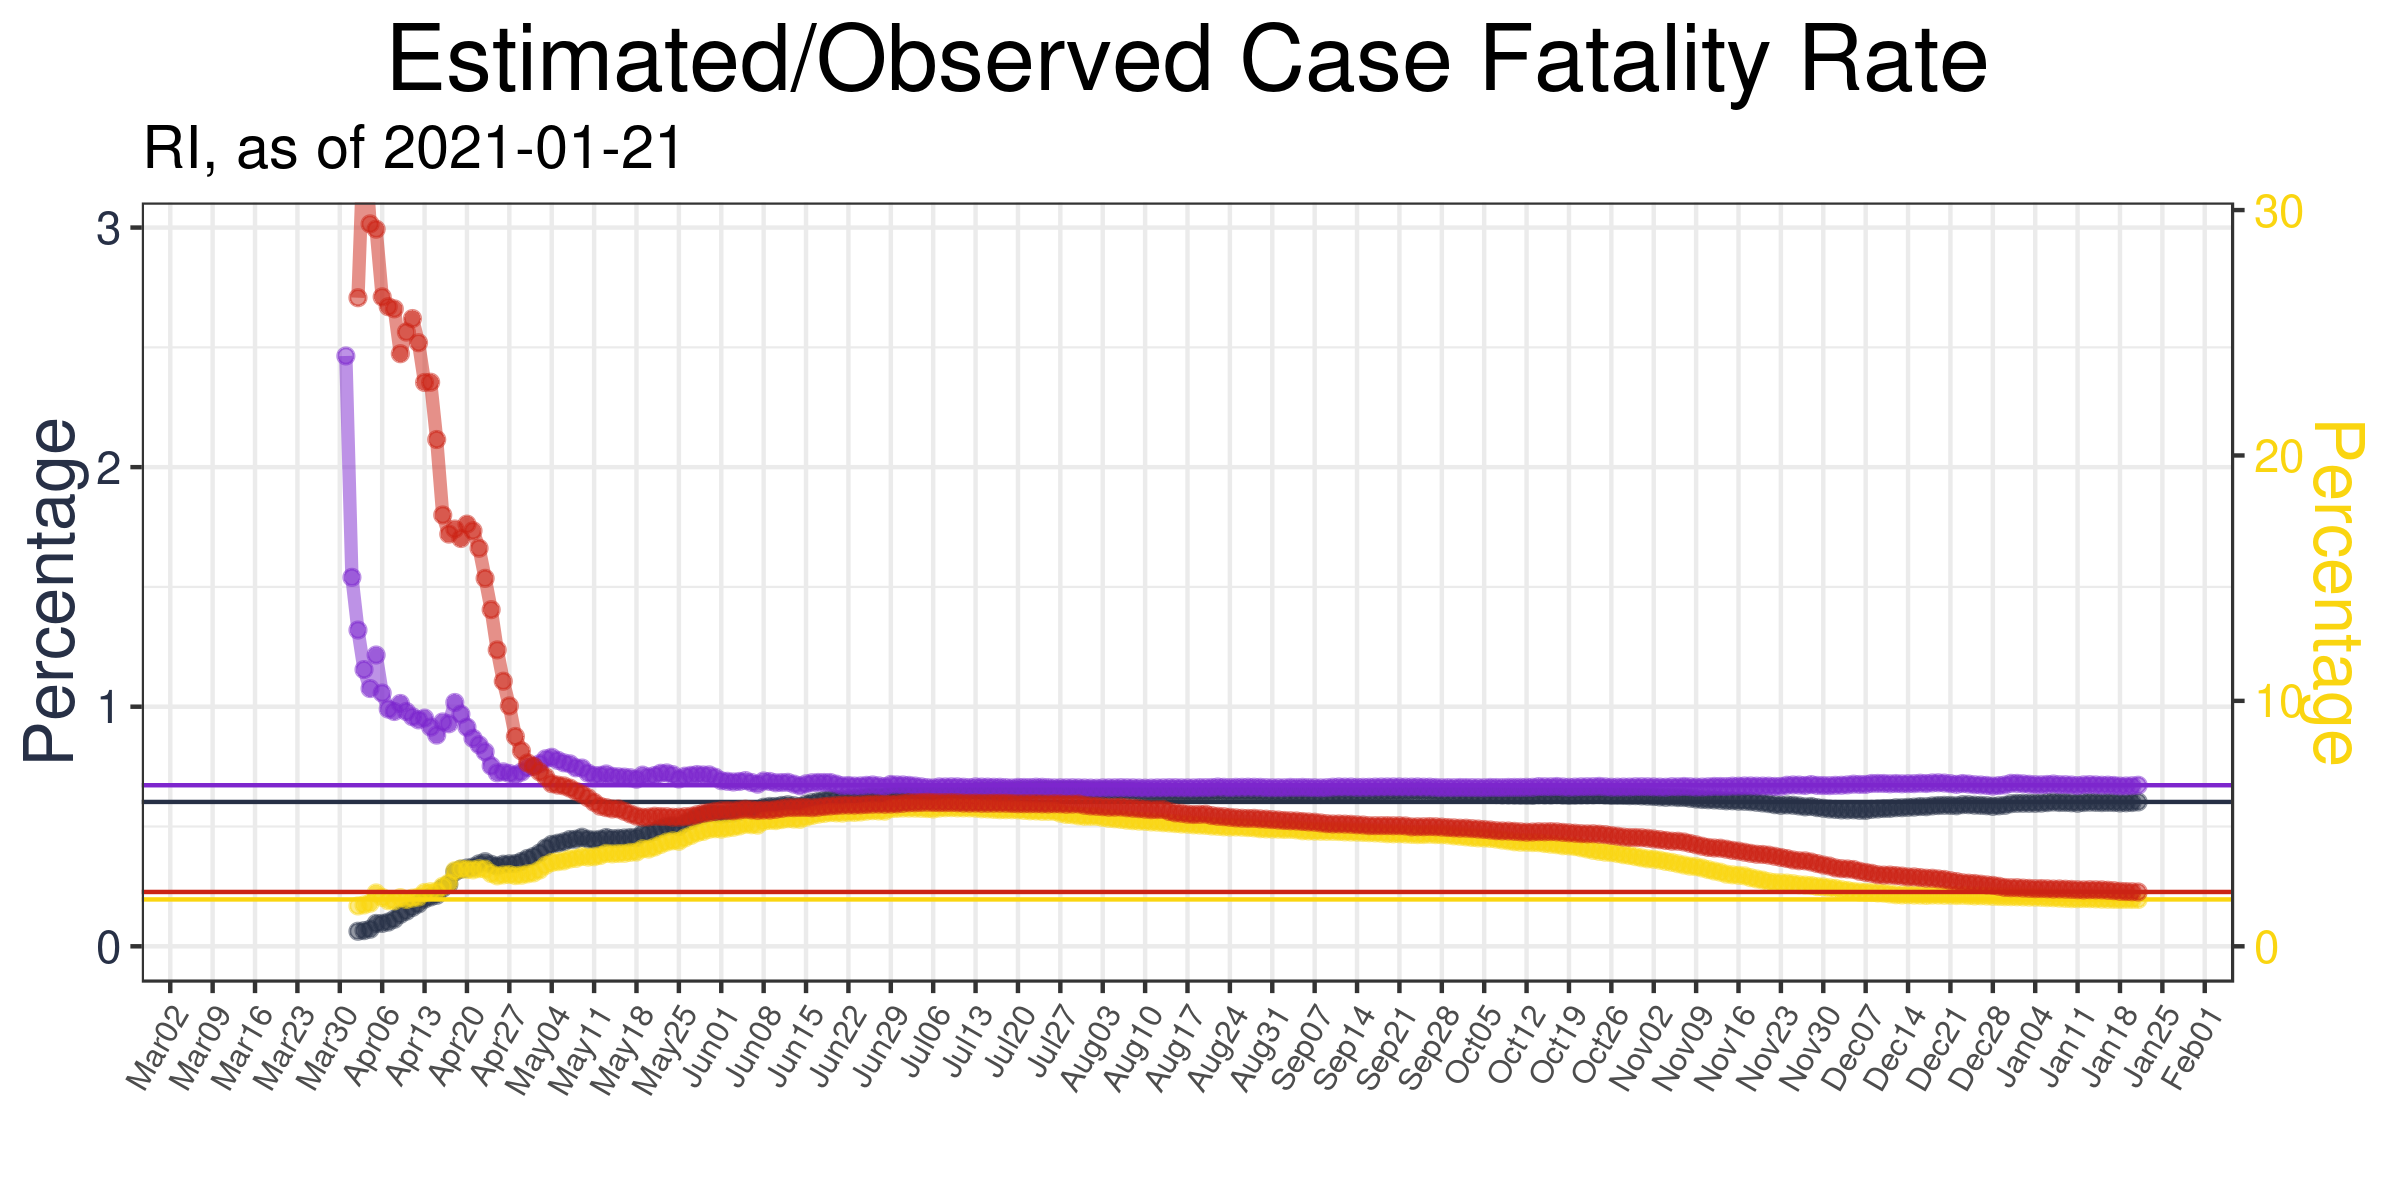 Estimated/Observed Case Fatality Rate
RI, as of 2021-01-21
Percentage
3
2
1
0
30
20
10
0
Percentage
Mar02
Mar09
Mar16
Mar23
Mar30
Apr06
Apr13
Apr20
Apr27
May04
May11
May18
May25
Jun01
Jun08
Jun15
Jun22
Jun29
Jul06
Jul13
Jul20
Jul27
Aug03
Aug10
Aug17
Aug24
Aug31
Sep07
Sep14
Sep21
Sep28
Oct05
Oct12
Oct19
Oct26
Nov02
Nov09
Nov16
Nov23
Nov30
Dec07
Dec14
Dec21
Dec28
Jan04
Jan11
Jan18
Jan25
Feb01